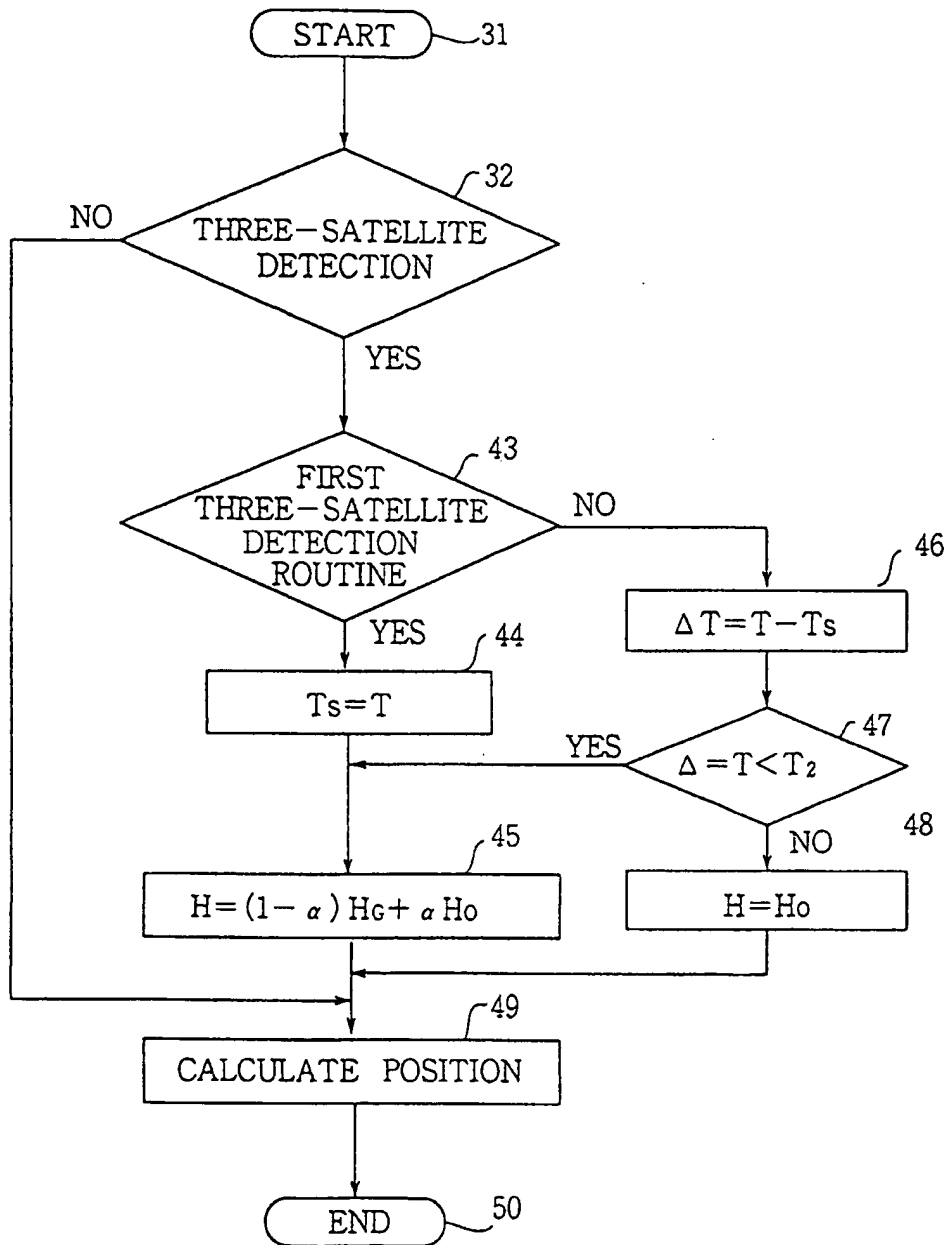 START
31
32
NO
THREE-SATELLITE
DETECTION
YES
43
FIRST
THREE-SATELLITE
DETECTION
ROUTINE
NO
46
YES
44
ΔT=T-Ts
Ts=T
47
YES
Δ=T<T2
48
NO
45
H=(1-α)HG+αHo
H=Ho
49
CALCULATE POSITION
END
50